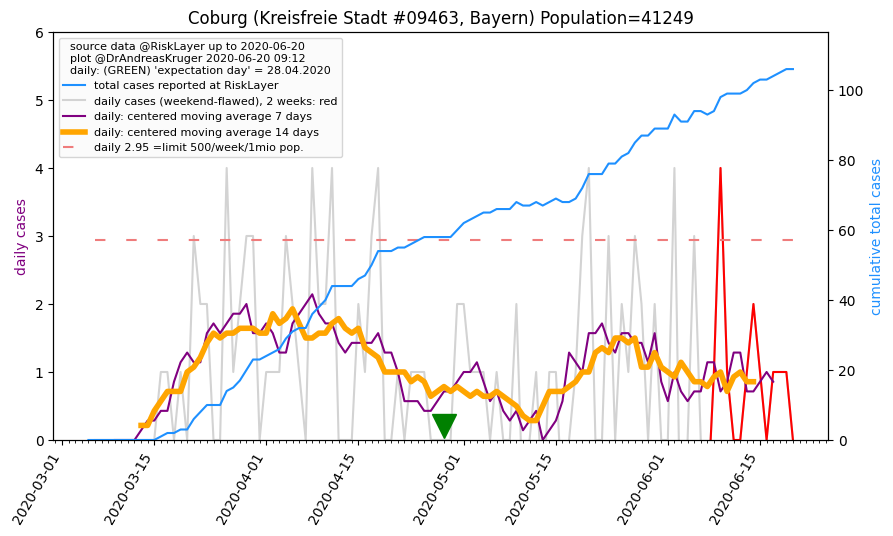 Coburg (Kreisfreie Stadt #09463, Bayern) Population=41249
source data @RiskLayer up to 2020-06-20
plot @DrAndreasKruger 2020-06-20 09:12
daily: (GREEN) 'expectation day' = 28.04.2020
total cases reported at RiskLayer
daily cases (weekend-flawed), 2 weeks: red
daily: centered moving average 7 days
daily: centered moving average 14 days
daily 2.95 =limit 500/week/1mio pop.
daily cases
6
5
4
3
2
1
0
100
80
60
40
20
0
cumulative total cases
2020-03-01
2020-03-15
2020-04-01
2020-04-15
2020-05-01
2020-05-15
2020-06-01
2020-06-15